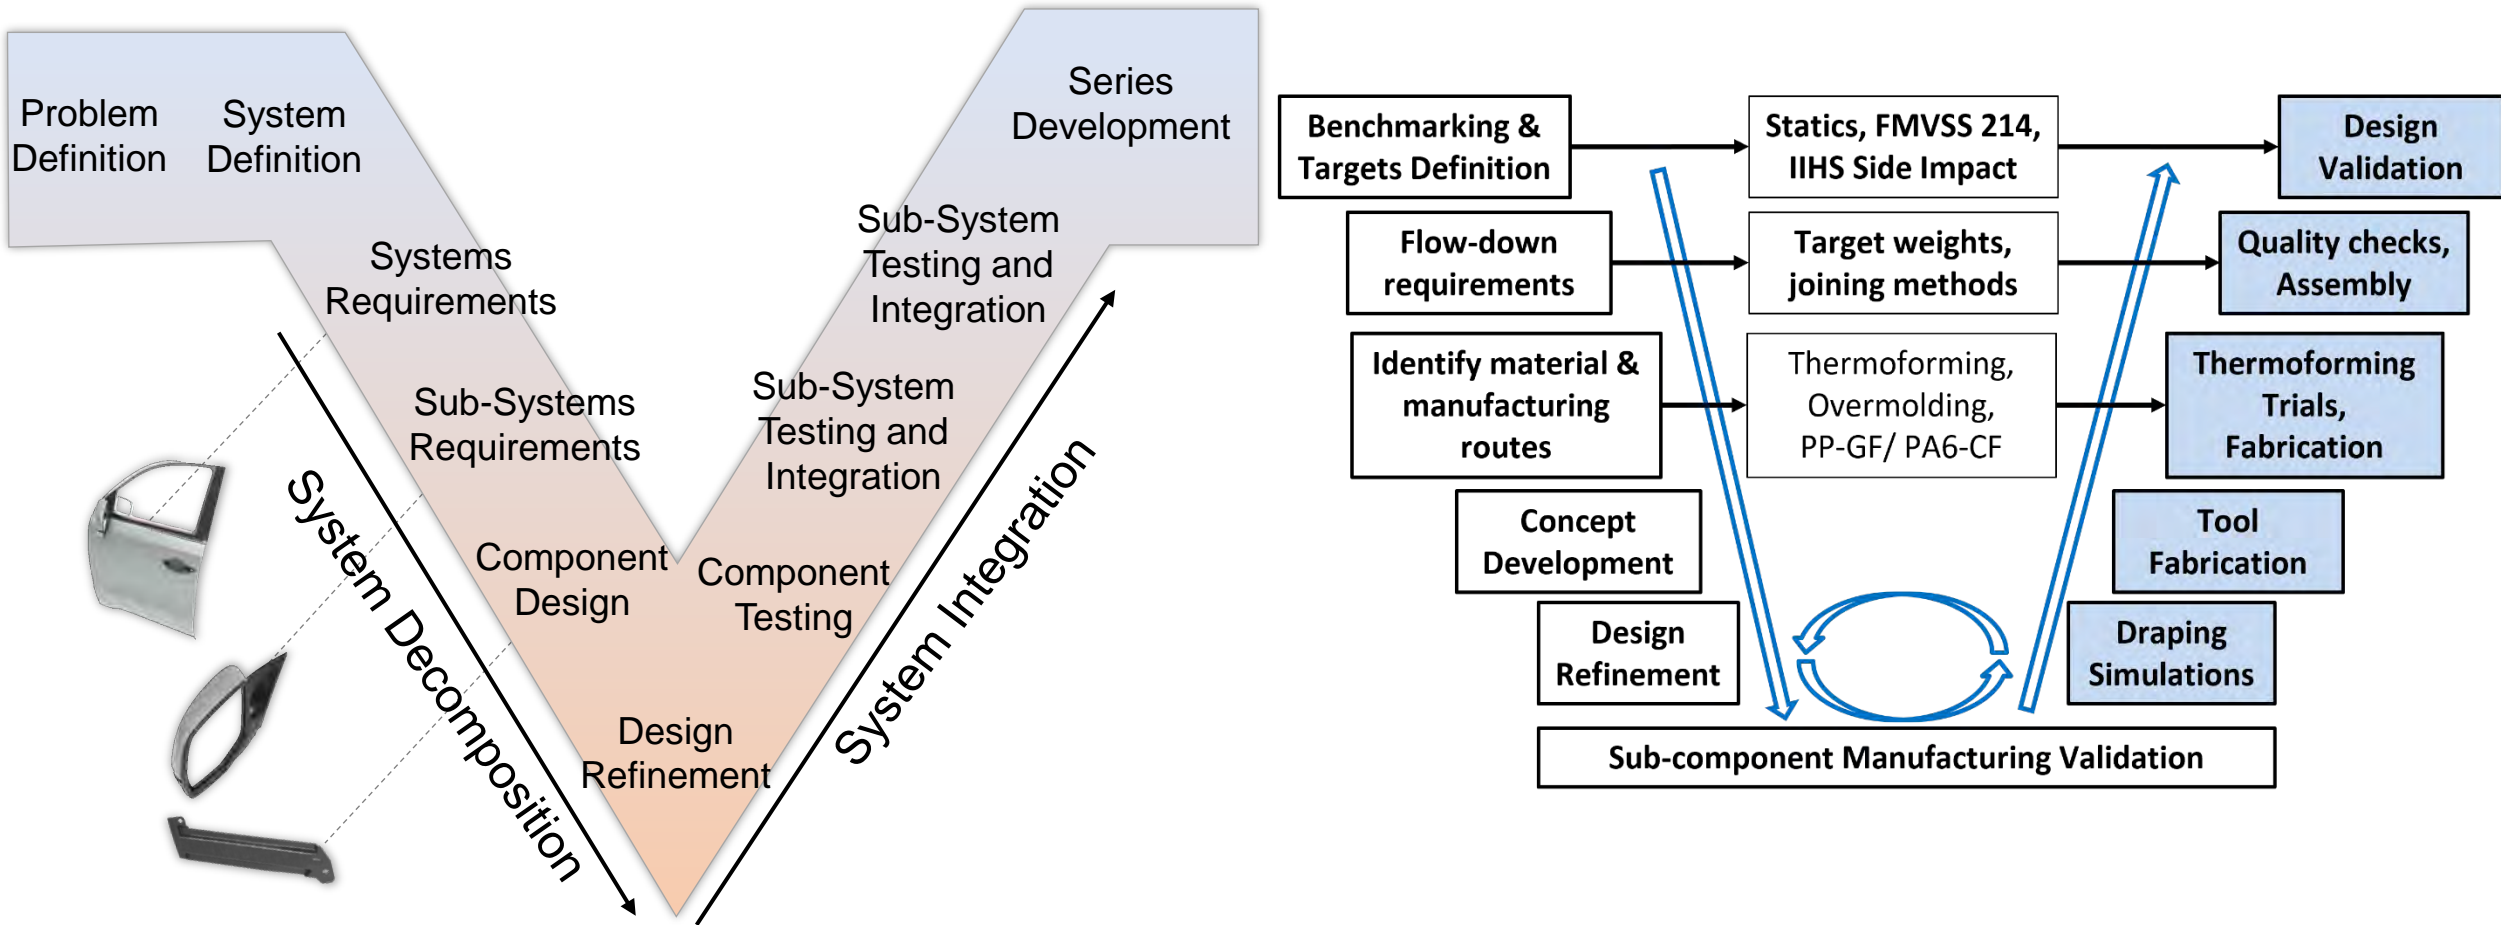 Problem
Definition
System
Definition
Systems
Requirements
Sub-Systems
Requirements
Component
Design
Design
Refinement
Component
Testing
Sub-System
Testing and
Integration
Sub-System
Testing and
Integration
Series
Development
System Decomposition
System Integration
Benchmarking &
Targets Definition
Statics, FMVSS 214,
IIHS Side Impact
Design
Validation
Flow-down
requirements
Target weights,
joining methods
Quality checks,
Assembly
Identify material &
manufacturing
routes
Thermoforming,
Overmolding,
PP-GF/ PA6-CF
Thermoforming
Trials,
Fabrication
Concept
Development
Tool
Fabrication
Design
Refinement
Draping
Simulations
Sub-component Manufacturing Validation